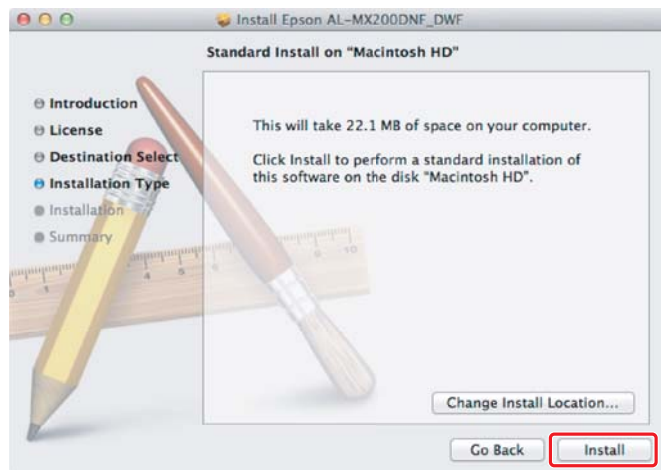 Install Epson AL-MX200DNF_DWF
Standard Install on "Macintosh HD"
Introduction
License
Destination Select
Installation Type
Installation
Summary
This will take 22.1 MB of space on your computer.
Click Install to perform a standard installation of
this software on the disk "Macintosh HD".
Change Install Location...
Go Back
Install